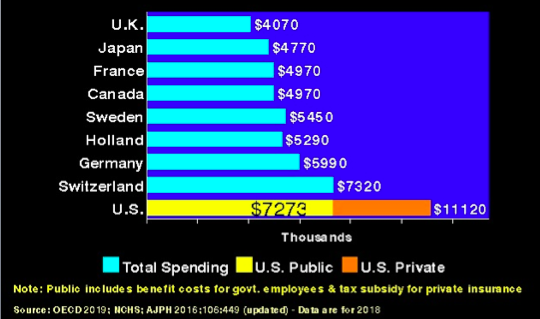 U.K. $4070
Japan $4770
France $4970
Canada $4970
Sweden $5450
Holland $5290
Germany $5990
Switzerland $7320
U.S. $7273 $11120
Thousands
Total Spending U.S. Public U.S. Private
Note: Public includes benefit costs for govt. employees & tax subsidy for private insurance
Source: OECD 2019; NCHS; AJPH 2016;106:449 (updated) - Data are for 2018